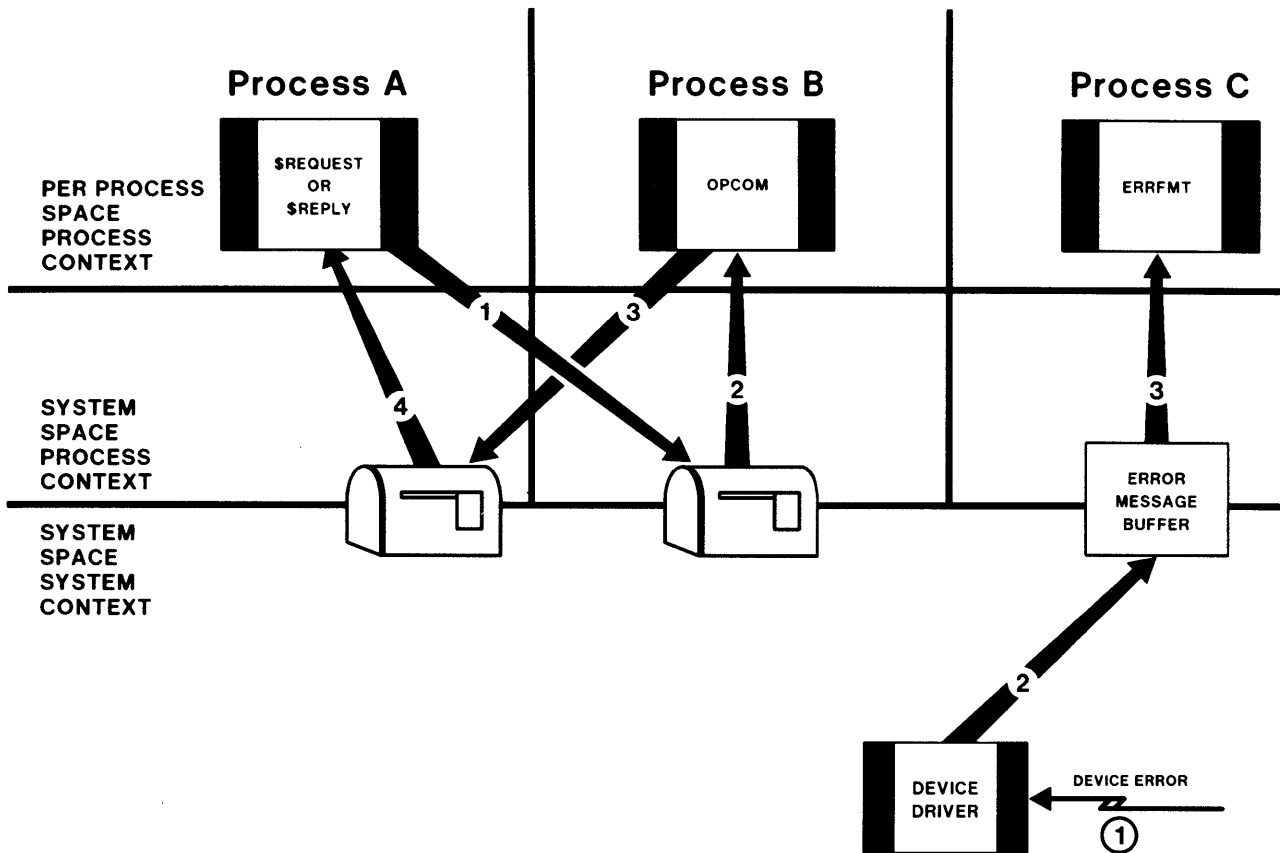 Process A
Process B
Process C
$REQUEST
OR
$REPLY
OPCOM
ERRFMT
PER PROCESS
SPACE
PROCESS
CONTEXT
1
3
2
3
4
SYSTEM
SPACE
PROCESS
CONTEXT
ERROR
MESSAGE
BUFFER
SYSTEM
SPACE
SYSTEM
CONTEXT
2
DEVICE
DRIVER
DEVICE ERROR
1